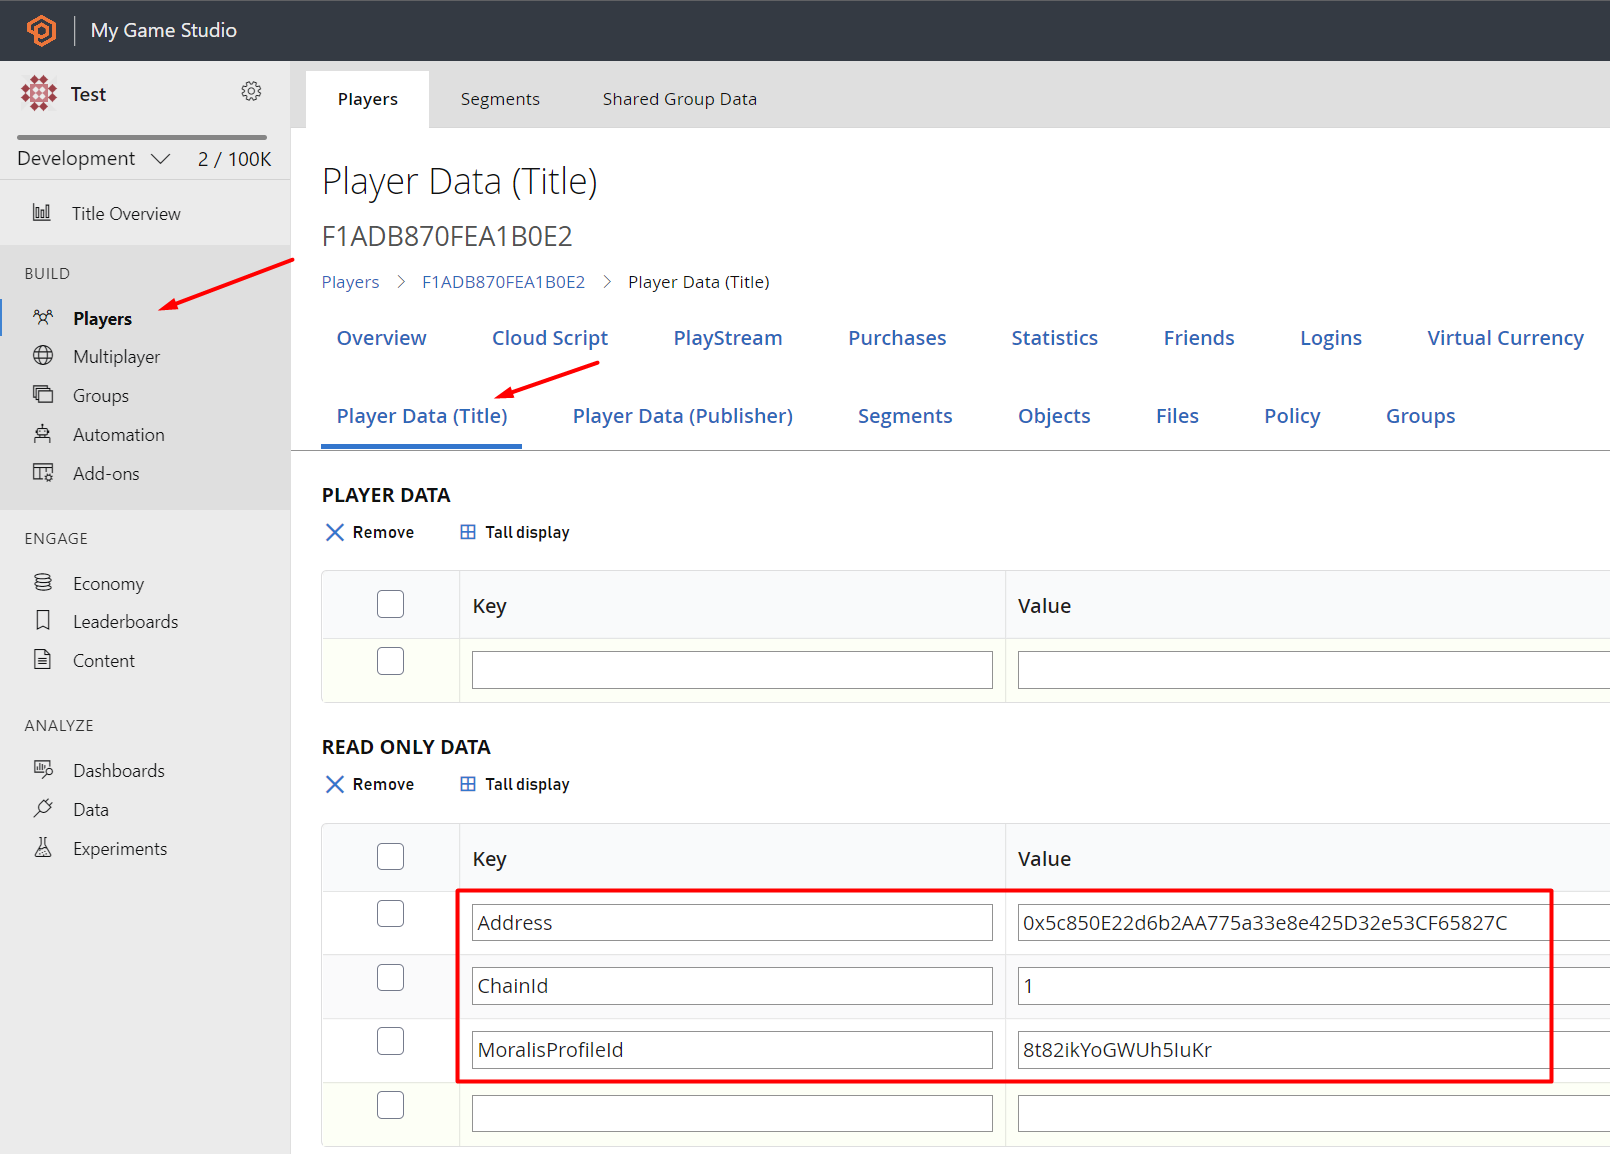 My Game Studio
Test
Development 2 / 100K
Title Overview
BUILD
Players
Multiplayer
Groups
Automation
Add-ons
ENGAGE
Economy
Leaderboards
Content
ANALYZE
Dashboards
Data
Experiments
Players Segments Shared Group Data
Player Data (Title)
F1ADB870FEA1B0E2
Players > F1ADB870FEA1B0E2 > Player Data (Title)
Overview Cloud Script PlayStream Purchases Statistics Friends Logins Virtual Currency
Player Data (Title) Player Data (Publisher) Segments Objects Files Policy Groups
PLAYER DATA
Remove Tall display
Key Value
READ ONLY DATA
Remove Tall display
Key Value
Address 0x5c850E22d6b2AA775a33e8e425D32e53CF65827C
ChainId 1
MoralisProfileId 8t82ikYoGWUh5IuKr